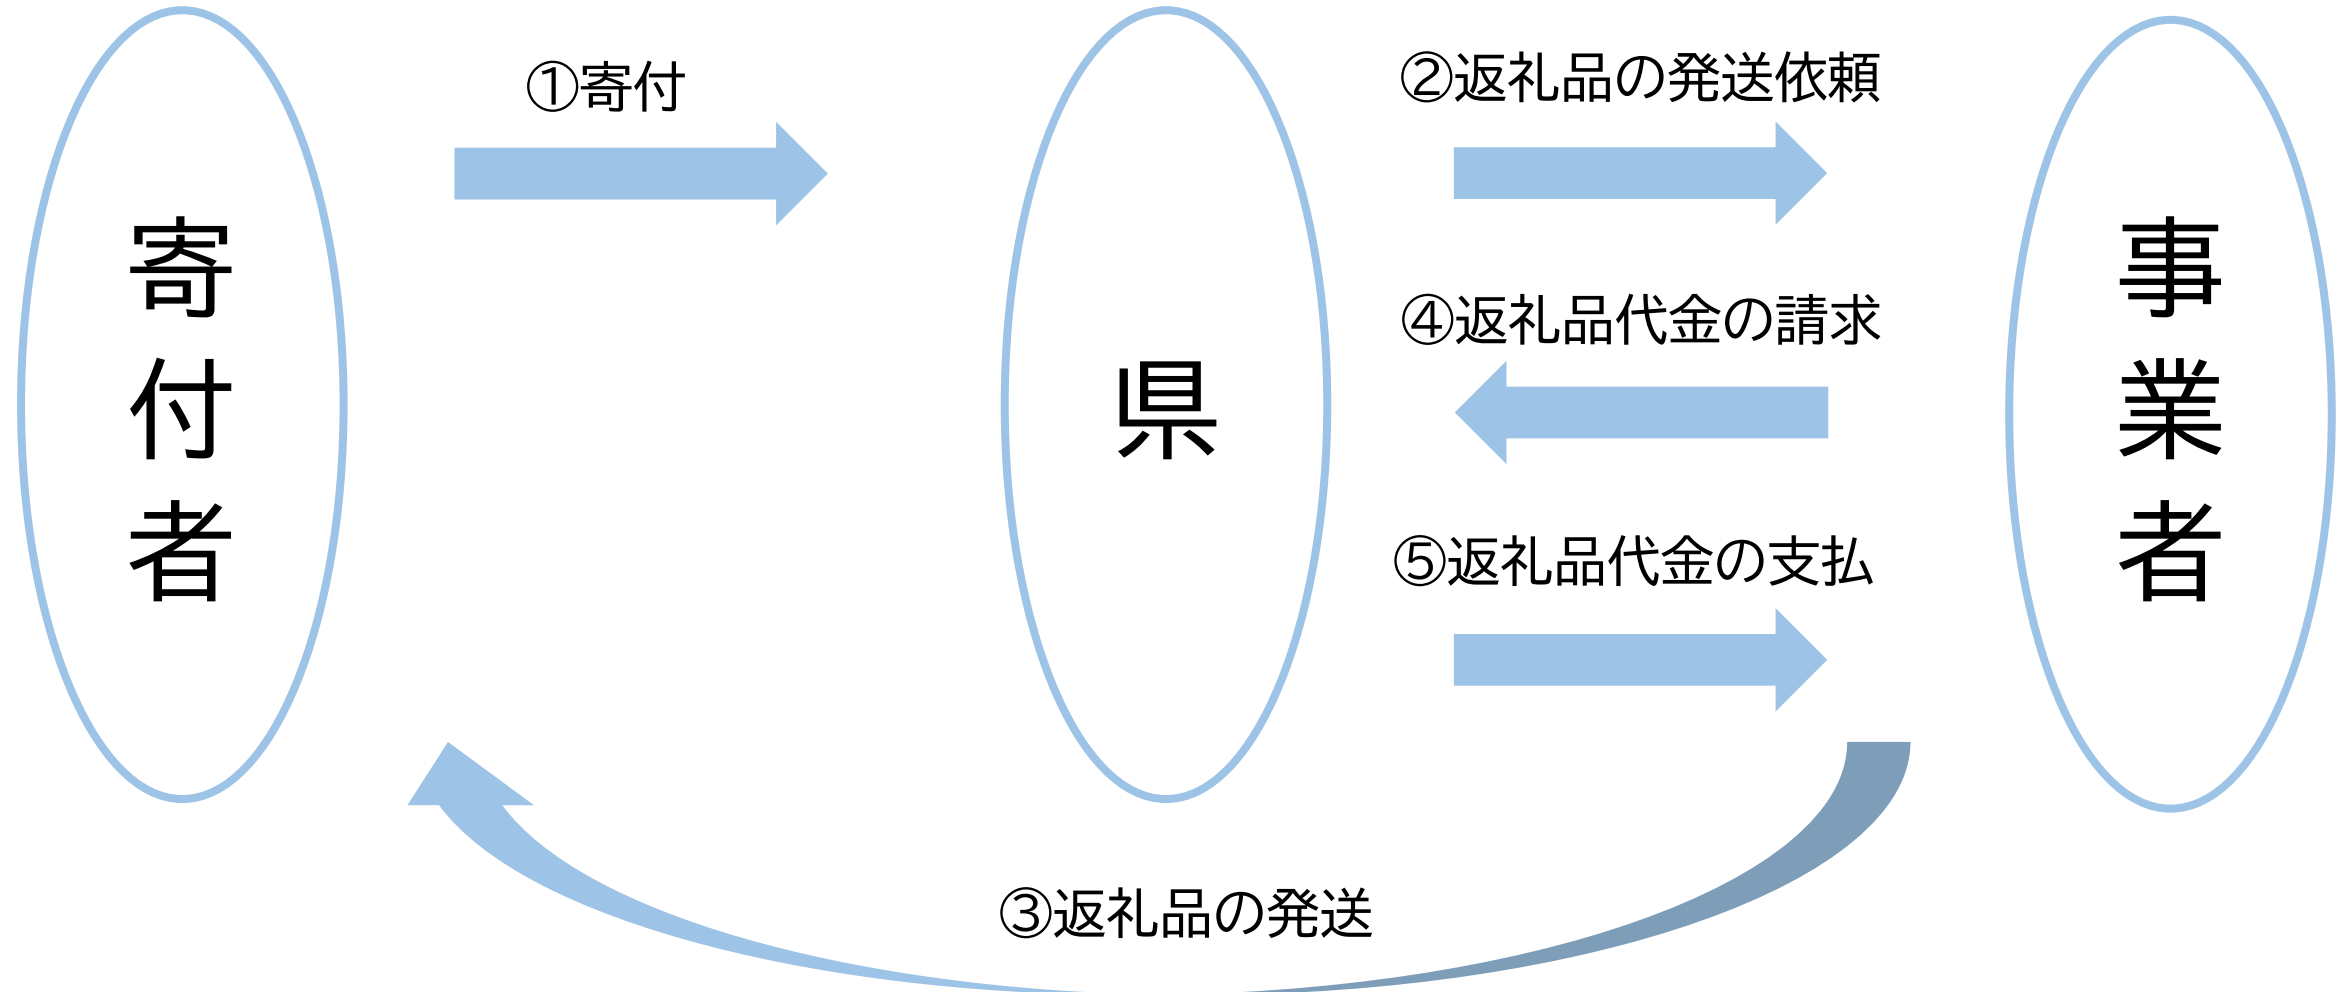 ①寄付
②返礼品の発送依頼
寄付者
県
事業者
④返礼品代金の請求
⑤返礼品代金の支払
③返礼品の発送